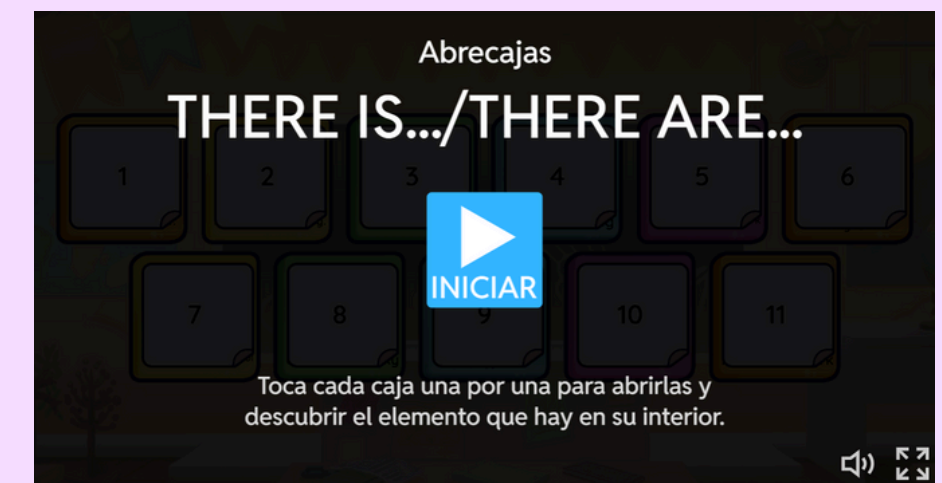 Abrecajas
THERE IS.../THERE ARE...
1 2 3 4 5 6
INICIAR
7 8 9 10 11
Toca cada caja una por una para abrirlas y
descubrir el elemento que hay en su interior.